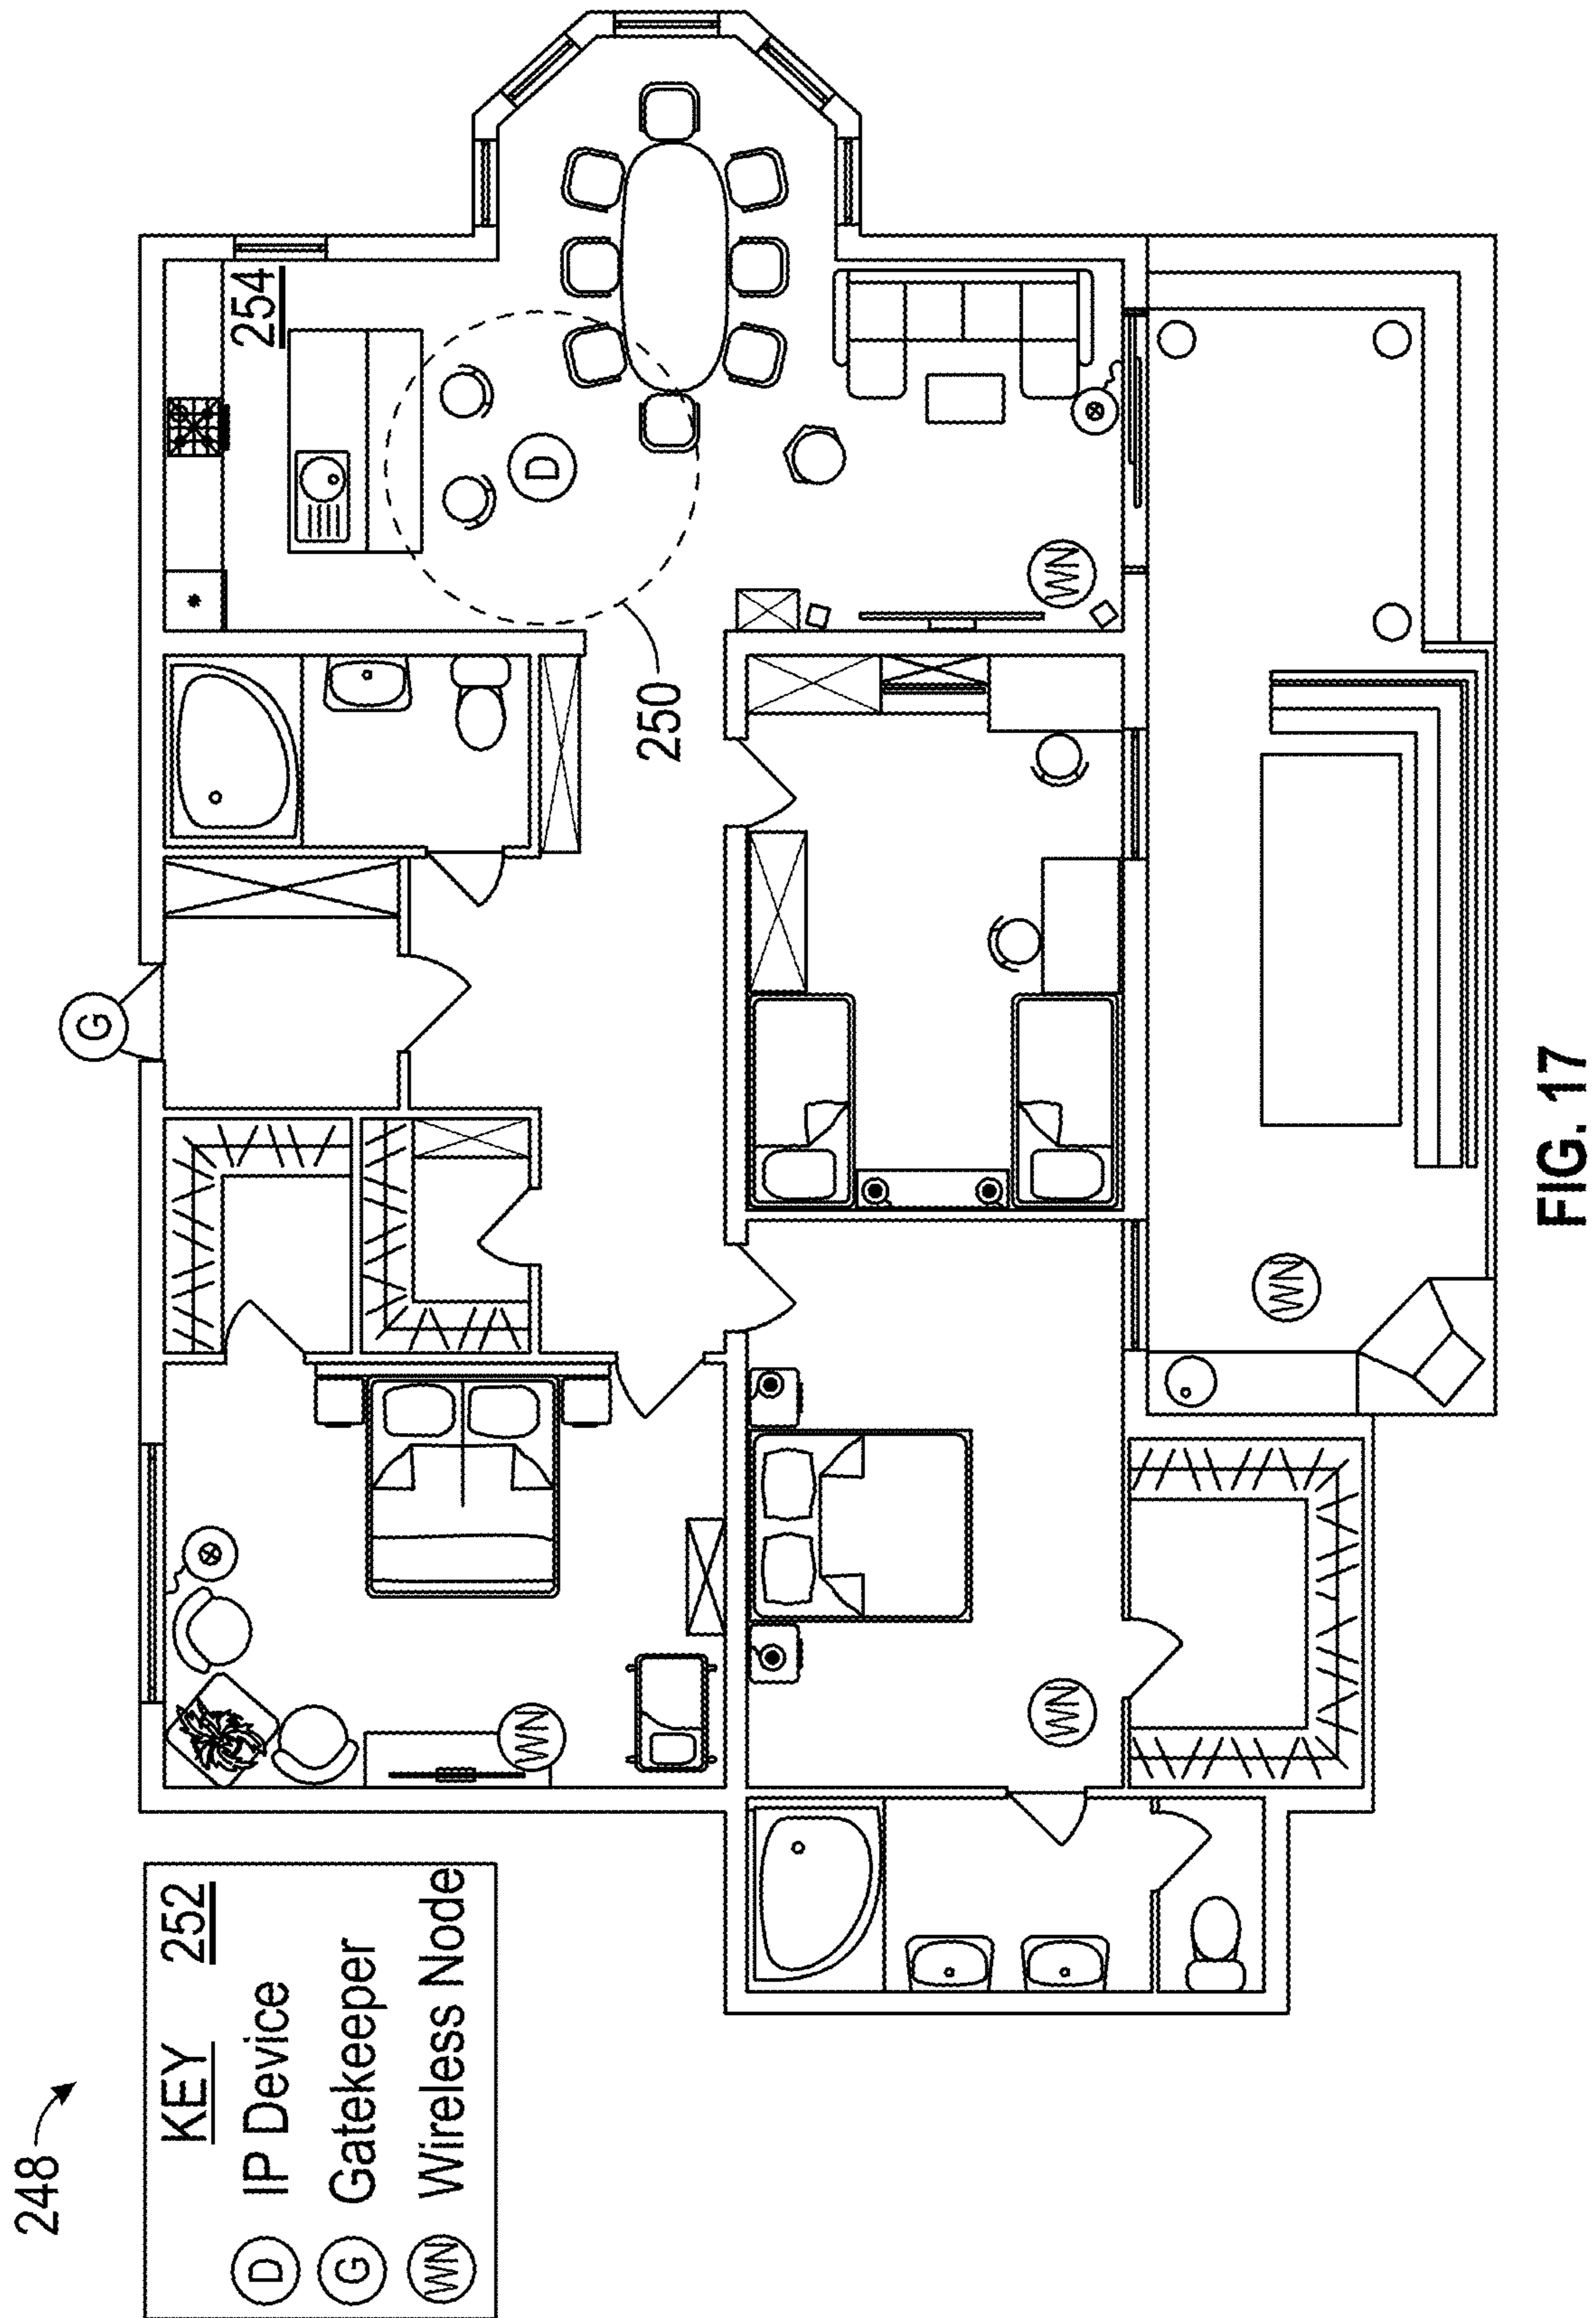 248
KEY 252
D IP Device
G Gatekeeper
WN Wireless Node
G
254
D
250
WN
WN
WN
WN
FIG. 17